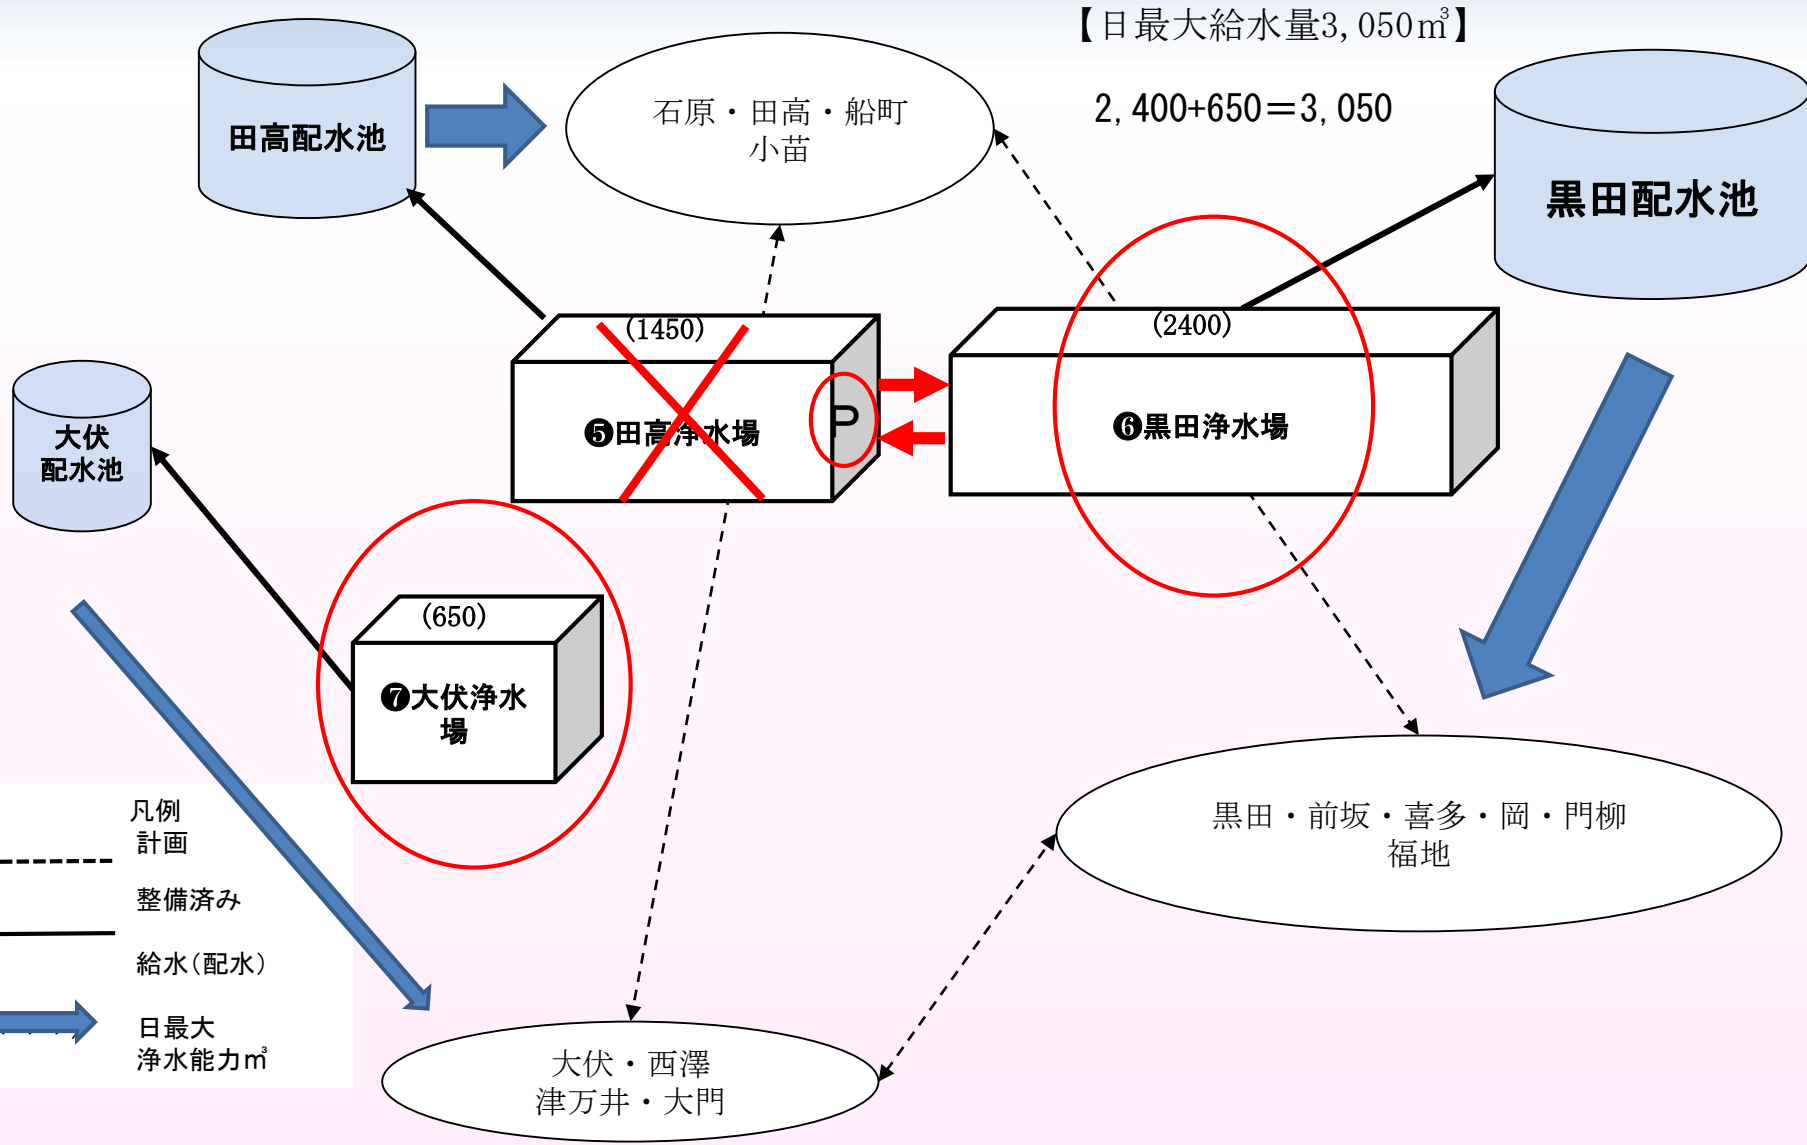 【日最大給水量3,050㎥】
2,400+650＝3,050
田高配水池
石原・田高・船町
小苗
黒田配水池
(1450)
❺田高浄水場
P
(2400)
❻黒田浄水場
大伏
配水池
(650)
❼大伏浄水
場
凡例
計画
整備済み
給水(配水)
日最大
浄水能力㎥
黒田・前坂・喜多・岡・門柳
福地
大伏・西澤
津万井・大門